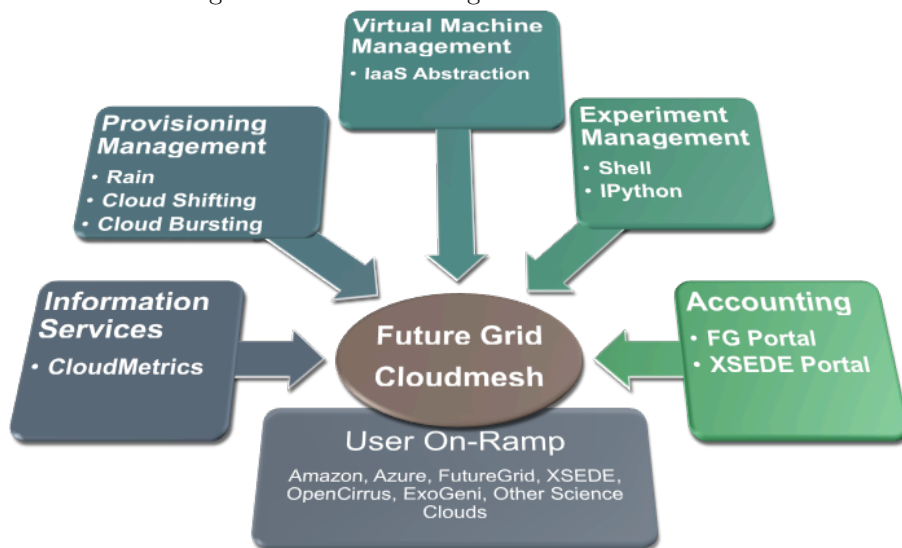 Virtual Machine
Management
• IaaS Abstraction
Provisioning
Management
• Rain
• Cloud Shifting
• Cloud Bursting
Experiment
Management
• Shell
• IPython
Information
Services
• CloudMetrics
Future Grid
Cloudmesh
Accounting
• FG Portal
• XSEDE Portal
User On-Ramp
Amazon, Azure, FutureGrid, XSEDE,
OpenCirrus, ExoGeni, Other Science
Clouds